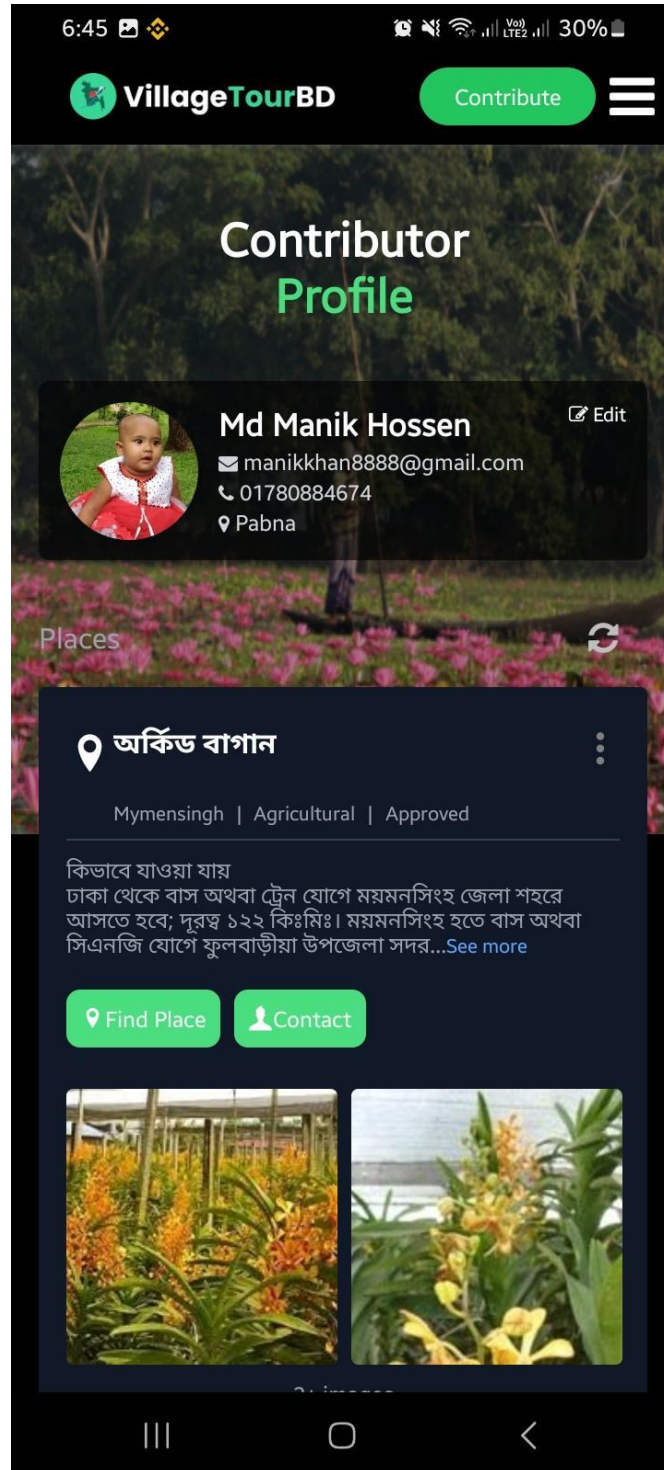 6:45
Vo))
LTE2
30%
VillageTourBD
Contribute
Contributor
Profile
Md Manik Hossen
Edit
manikkhan8888@gmail.com
01780884674
Pabna
Places
অর্কিড বাগান
Mymensingh | Agricultural | Approved
কিভাবে যাওয়া যায়
ঢাকা থেকে বাস অথবা ট্রেন যোগে ময়মনসিংহ জেলা শহরে
আসতে হবে; দূরত্ব ১২২ কিঃমিঃ। ময়মনসিংহ হতে বাস অথবা
সিএনজি যোগে ফুলবাড়ীয়া উপজেলা সদর...See more
Find Place
Contact